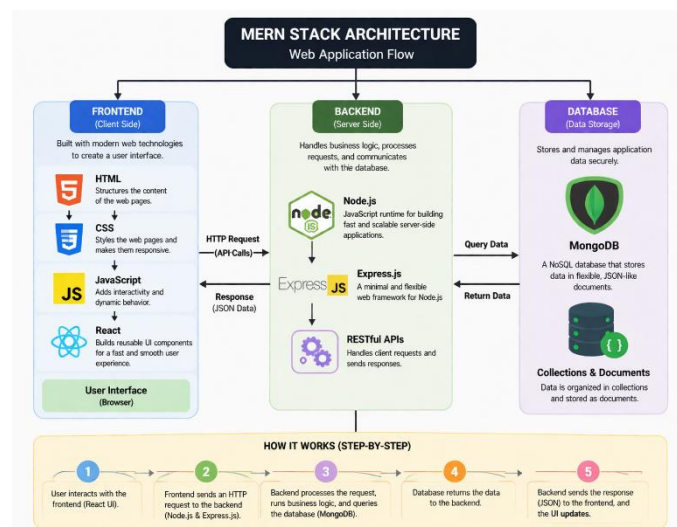 MERN STACK ARCHITECTURE
Web Application Flow
FRONTEND
(Client Side)
Built with modern web technologies
to create a user interface.
HTML
Structures the content
of the web pages.
CSS
Styles the web pages and
makes them responsive.
JS
JavaScript
Adds interactivity and
dynamic behavior.
React
Builds reusable UI components
for a fast and smooth user
experience.
User Interface
(Browser)
HTTP Request
(API Calls)
Response
(JSON Data)
BACKEND
(Server Side)
Handles business logic, processes
requests, and communicates
with the database.
node
JS
Node.js
JavaScript runtime for building
fast and scalable server-side
applications.
Express JS
Express.js
A minimal and flexible
web framework for Node.js
RESTful APIs
Handles client requests and
sends responses.
Query Data
Return Data
DATABASE
(Data Storage)
Stores and manages application
data securely.
MongoDB
A NoSQL database that stores
data in flexible, JSON-like
documents.
{ }
Collections & Documents
Data is organized in collections
and stored as documents.
HOW IT WORKS (STEP-BY-STEP)
1
User interacts with the
frontend (React UI).
2
Frontend sends an HTTP
request to the backend
(Node.js & Express.js).
3
Backend processes the request,
runs business logic, and queries
the database (MongoDB).
4
Database returns the data
to the backend.
5
Backend sends the response
(JSON) to the frontend, and
the UI updates.